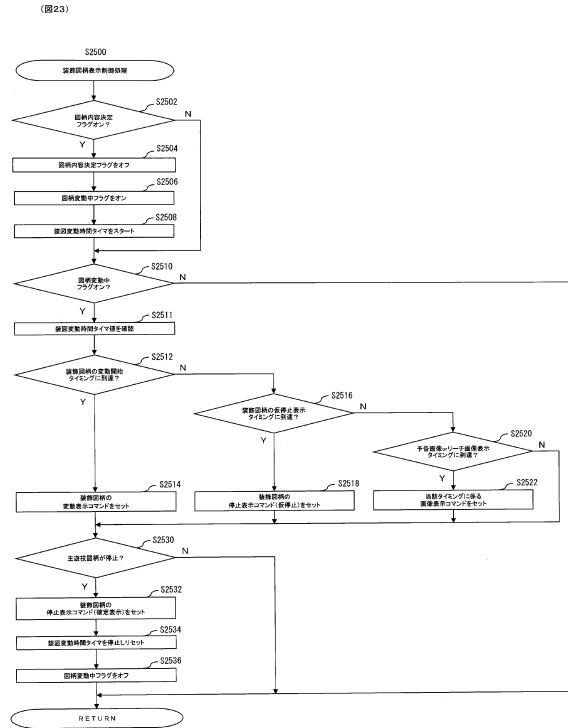 (図23)
S2500
装飾図柄表示制御処理
S2502
図柄内容決定
フラグオン?
N
Y
S2504
図柄内容決定フラグをオフ
S2506
図柄変動中フラグをオン
S2508
装図変動時間タイマをスタート
S2510
図柄変動中
フラグオン?
N
Y
S2511
装図変動時間タイマ値を確認
S2512
装飾図柄の変動開始
タイミングに到達?
N
Y
S2516
装飾図柄の仮停止表示
タイミングに到達?
N
Y
S2520
予告画像orリーチ画像表示
タイミングに到達?
N
Y
S2514
装飾図柄の
変動表示コマンドをセット
S2518
装飾図柄の
停止表示コマンド(仮停止)をセット
S2522
当該タイミングに係る
画像表示コマンドをセット
S2530
主遊技図柄が停止?
N
Y
S2532
装飾図柄の
停止表示コマンド(確定表示)をセット
S2534
装図変動時間タイマを停止しリセット
S2536
図柄変動中フラグをオフ
RETURN